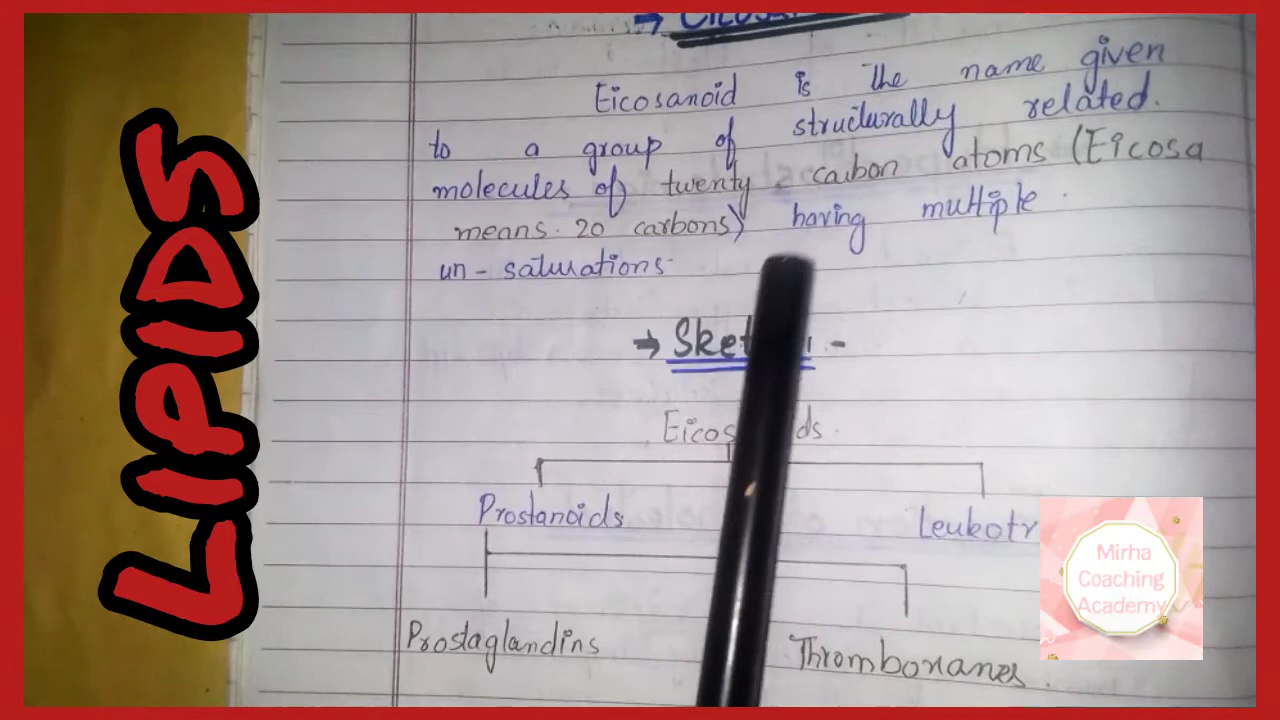 LIPIDS
Eicosanoid is the name given
to a group of structurally related.
molecules of twenty carbon atoms (Eicosa
means. 20 carbons) having multiple.
un-saturations.
→ Sket
Eicos ds.
Prostanoids Leukotr
Prostaglandins Thromboxanes.
Mirha
Coaching
Academy